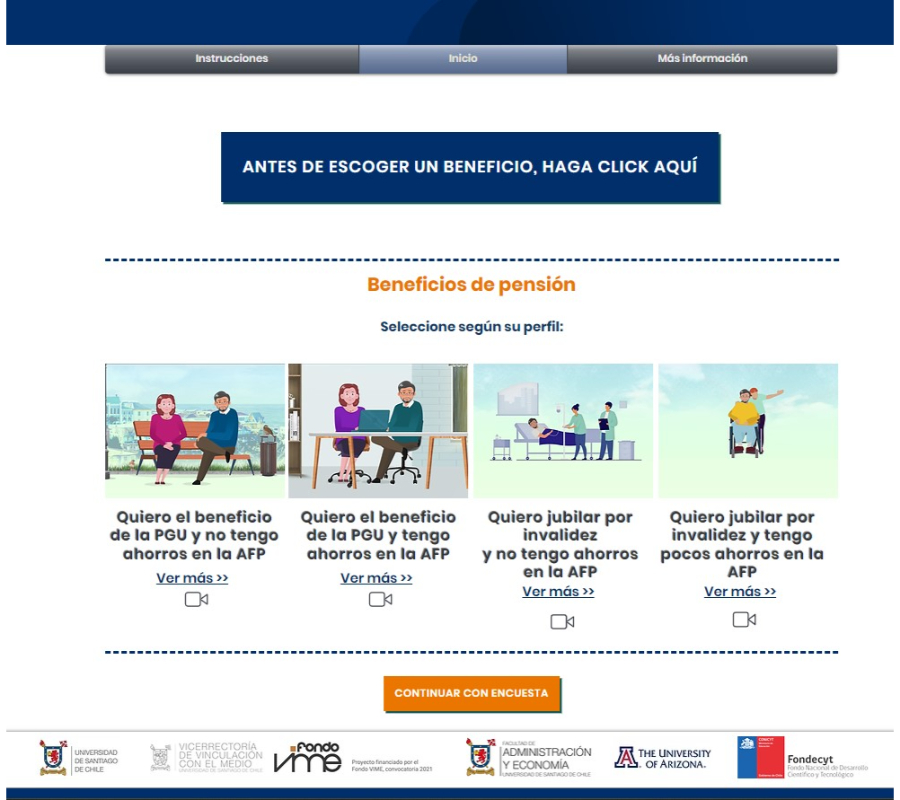 Instrucciones
Inicio
Más información
ANTES DE ESCOGER UN BENEFICIO, HAGA CLICK AQUÍ
Beneficios de pensión
Seleccione según su perfil:
Quiero el beneficio
de la PGU y no tengo
ahorros en la AFP
Ver más >>
Quiero el beneficio
de la PGU y tengo
ahorros en la AFP
Ver más >>
Quiero jubilar por
invalidez
y no tengo ahorros
en la AFP
Ver más >>
Quiero jubilar por
invalidez y tengo
pocos ahorros en la
AFP
Ver más >>
CONTINUAR CON ENCUESTA
UNIVERSIDAD
DE SANTIAGO
DE CHILE
VICERRECTORÍA
DE VINCULACIÓN
CON EL MEDIO
UNIVERSIDAD DE SANTIAGO DE CHILE
Fondo
vime
Proyecto financiado por el
Fondo VIME, convocatoria 2021
FACULTAD DE
ADMINISTRACIÓN
Y ECONOMÍA
UNIVERSIDAD DE SANTIAGO DE CHILE
THE UNIVERSITY
OF ARIZONA.
Fondecyt
Fondo Nacional de Desarrollo
Científico y Tecnológico